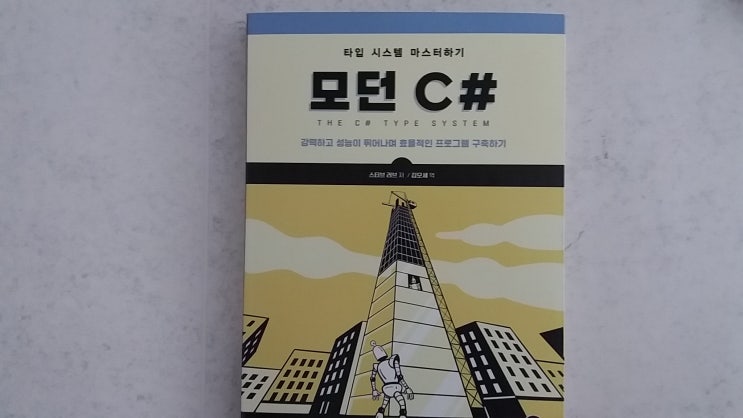 타입 시스템 마스터하기
모던 C#
THE C# TYPE SYSTEM
강력하고 성능이 뛰어나며 효율적인 프로그램 구축하기
스티브 러브 저 / 김모세 역